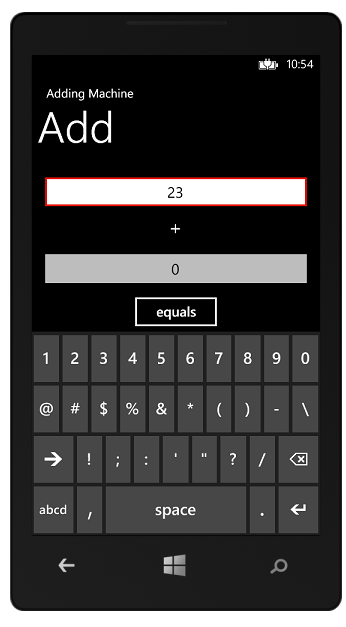 10:54
Adding Machine
Add
23
+
0
equals
1 2 3 4 5 6 7 8 9 0
@ # $ % & * ( ) - \
! ; : ' " ? /
abcd , space .